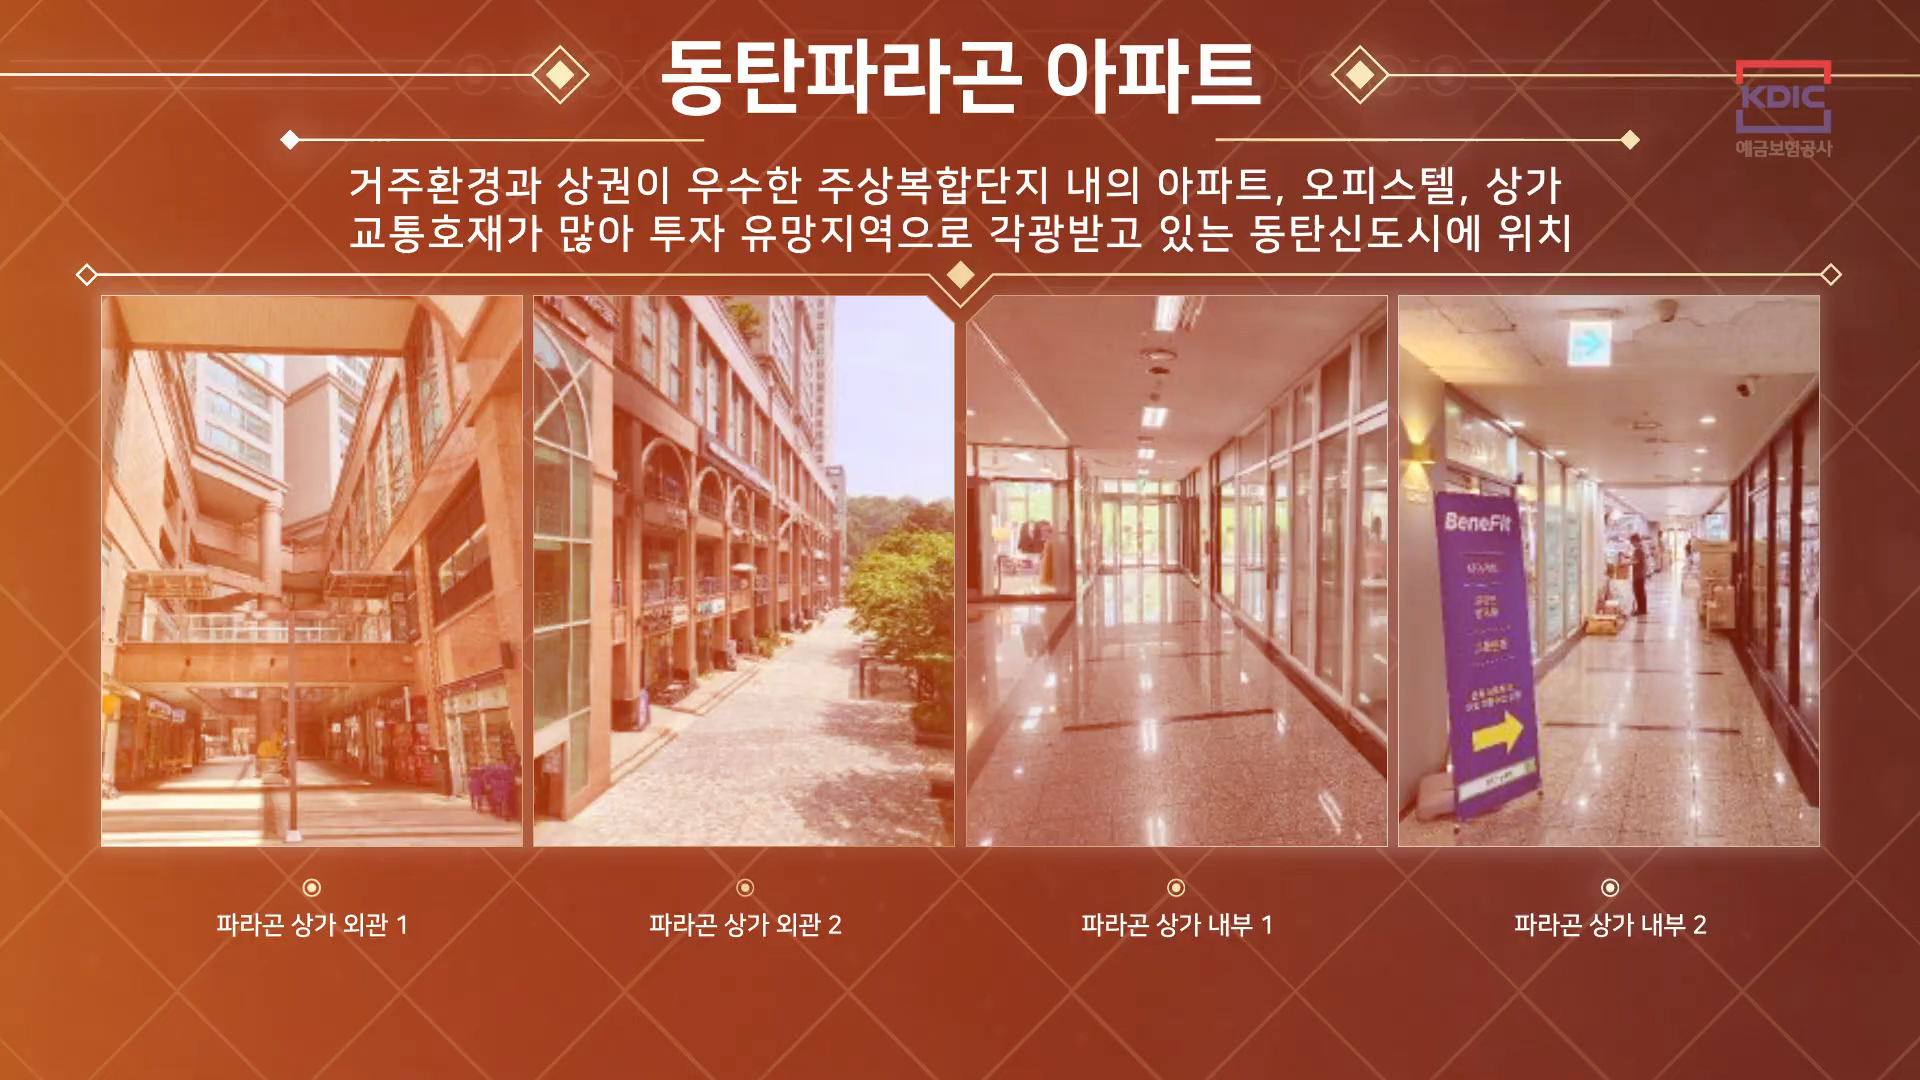 동탄파라곤 아파트
KDIC
예금보험공사
거주환경과 상권이 우수한 주상복합단지 내의 아파트, 오피스텔, 상가
교통호재가 많아 투자 유망지역으로 각광받고 있는 동탄신도시에 위치
BeneFit
파라곤 상가 외관 1
파라곤 상가 외관 2
파라곤 상가 내부 1
파라곤 상가 내부 2